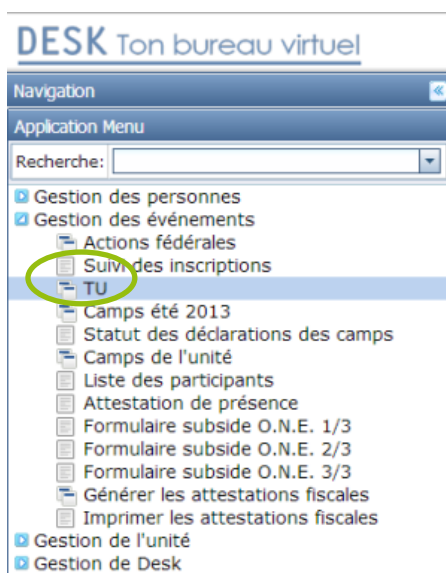 DESK Ton bureau virtuel
Navigation
Application Menu
Recherche:
Gestion des personnes
Gestion des événements
Actions fédérales
Suivi des inscriptions
TU
Camps été 2013
Statut des déclarations des camps
Camps de l'unité
Liste des participants
Attestation de présence
Formulaire subside O.N.E. 1/3
Formulaire subside O.N.E. 2/3
Formulaire subside O.N.E. 3/3
Générer les attestations fiscales
Imprimer les attestations fiscales
Gestion de l'unité
Gestion de Desk